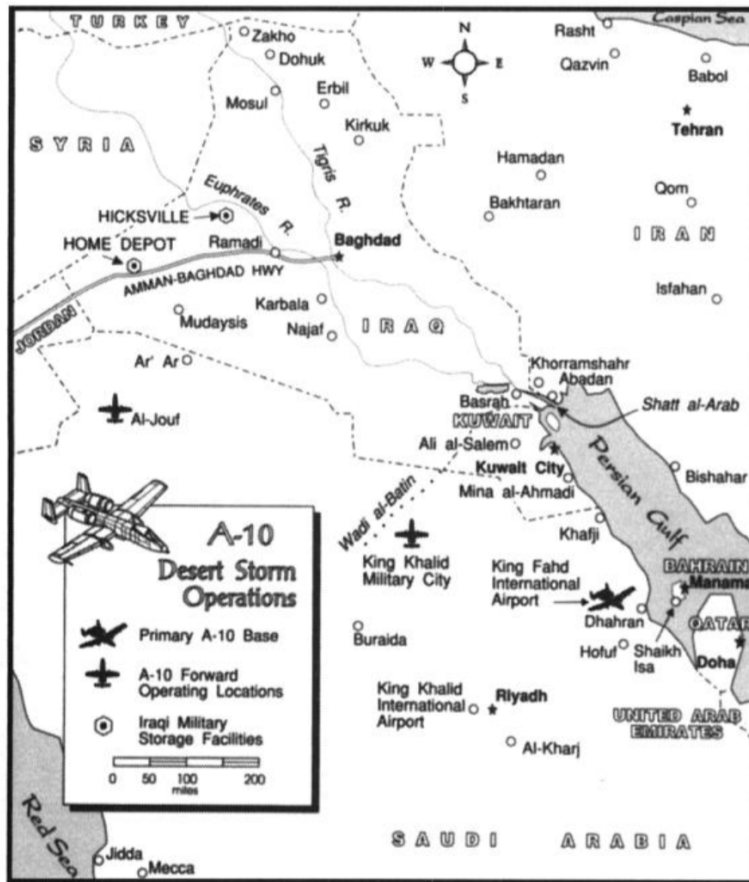 TURKEY
Caspian Sea
Zakho
Rasht
N
Dohuk
W E
S
Qazvin
Babol
Mosul
Erbil
Tehran
SYRIA
Kirkuk
Tigris R.
Hamadan
Euphrates R.
Bakhtaran
Qom
HICKSVILLE
IRAN
HOME DEPOT
Ramadi
Baghdad
AMMAN-BAGHDAD HWY
Isfahan
JORDAN
Mudaysis
Karbala
Najaf
IRAQ
Ar' Ar
Khorramshahr
Abadan
Basrah
Shatt al-Arab
Al-Jouf
KUWAIT
Ali al-Salem
Kuwait City
Persian Gulf
Bishahar
Mina al-Ahmadi
Wadi al-Batin
Khafji
King Khalid
Military City
King Fahd
International
Airport
BAHRAIN
Manama
Dhahran
QATAR
Buraida
Hofuf
Shaikh
Isa
Doha
King Khalid
International
Airport
Riyadh
UNITED ARAB
EMIRATES
Al-Kharj
A-10
Desert Storm
Operations
Primary A-10 Base
A-10 Forward
Operating Locations
Iraqi Military
Storage Facilities
0 50 100 200
miles
Red Sea
SAUDI ARABIA
Jidda
Mecca